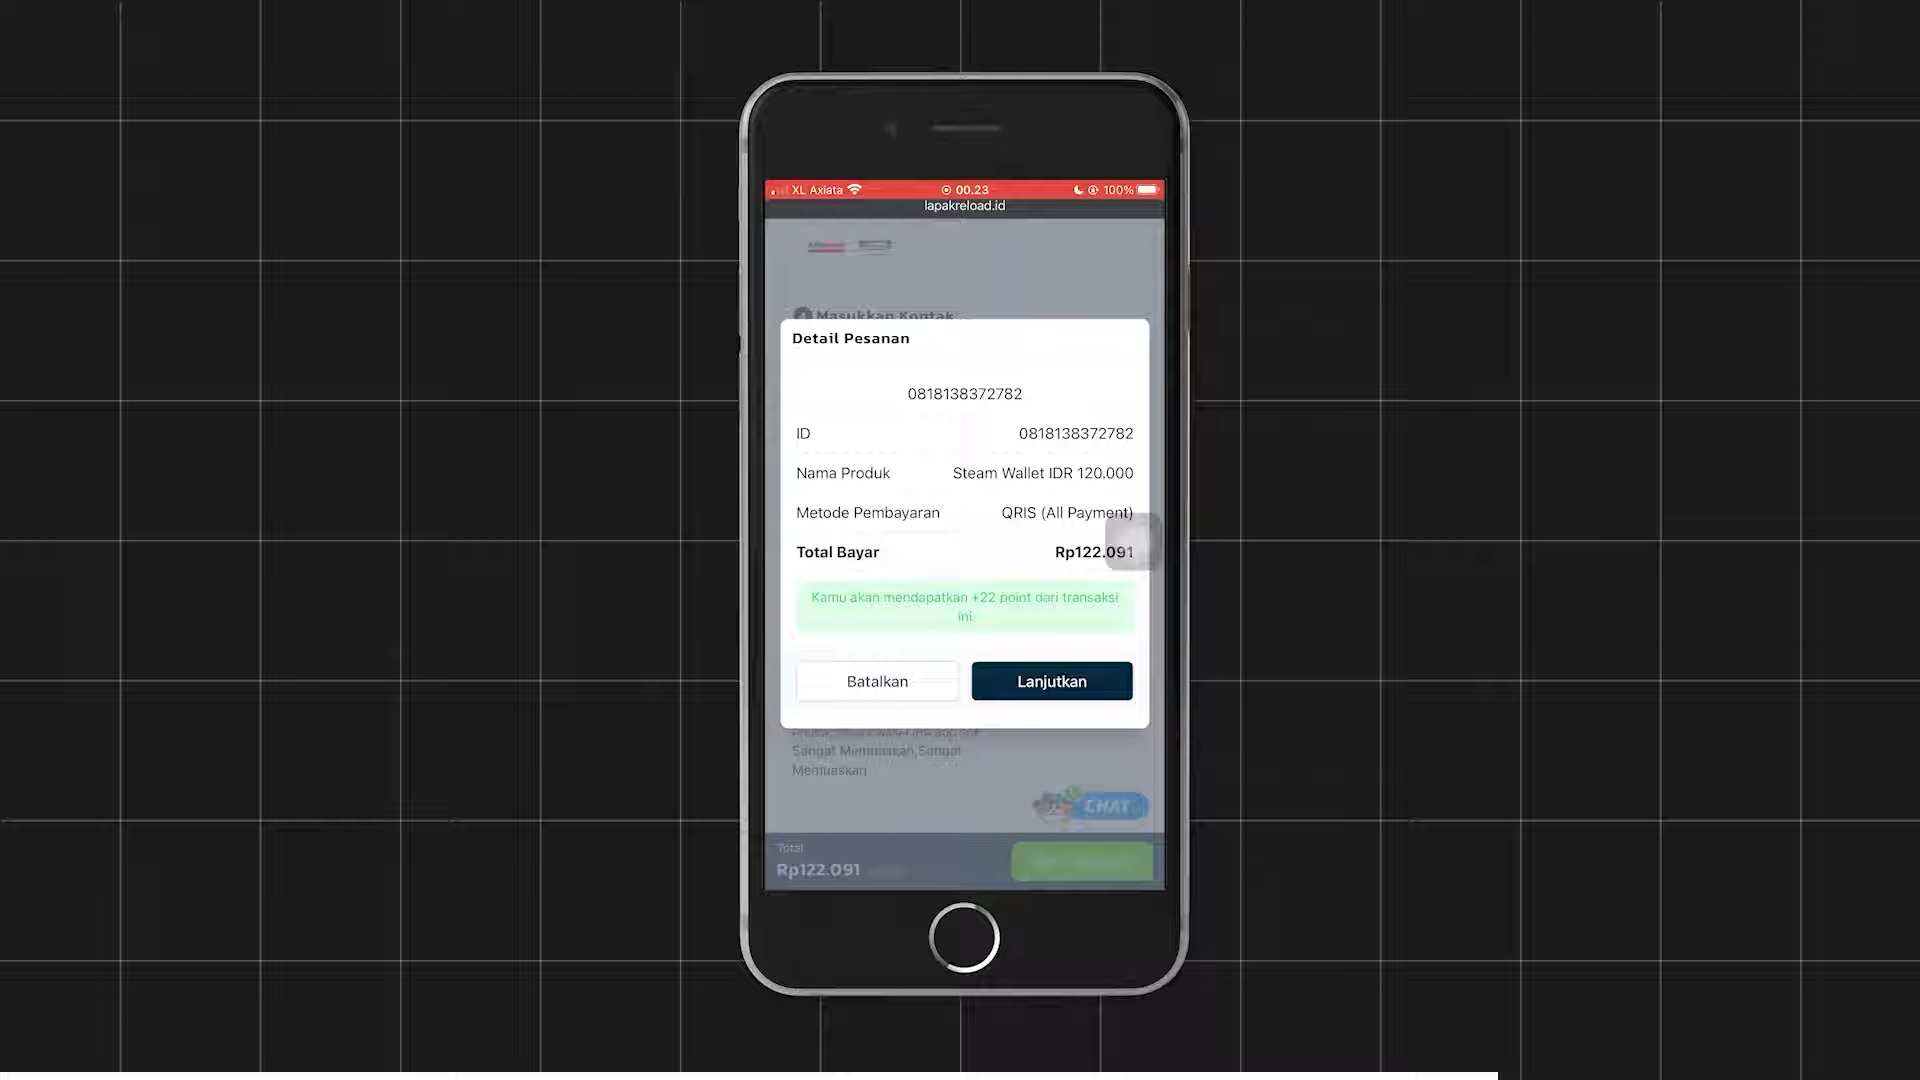 XL Axiata 00.23 100%
lapakreload.id
Masukkan Kontak
Detail Pesanan
0818138372782
ID 0818138372782
Nama Produk Steam Wallet IDR 120.000
Metode Pembayaran QRIS (All Payment)
Total Bayar Rp122.091
Kamu akan mendapatkan +22 point dari transaksi
ini
Batalkan Lanjutkan
Sangat Memuaskan,Sangat
Memuaskan
CHAT
Total
Rp122.091